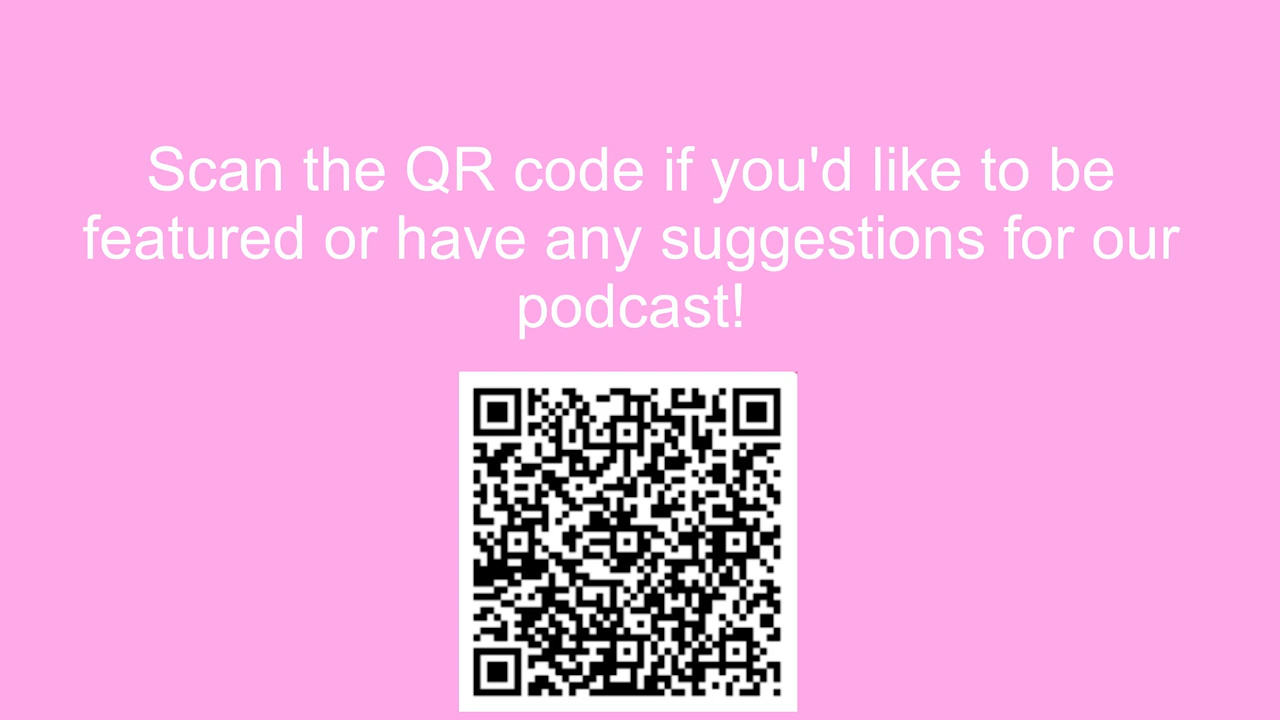 Scan the QR code if you'd like to be
featured or have any suggestions for our
podcast!